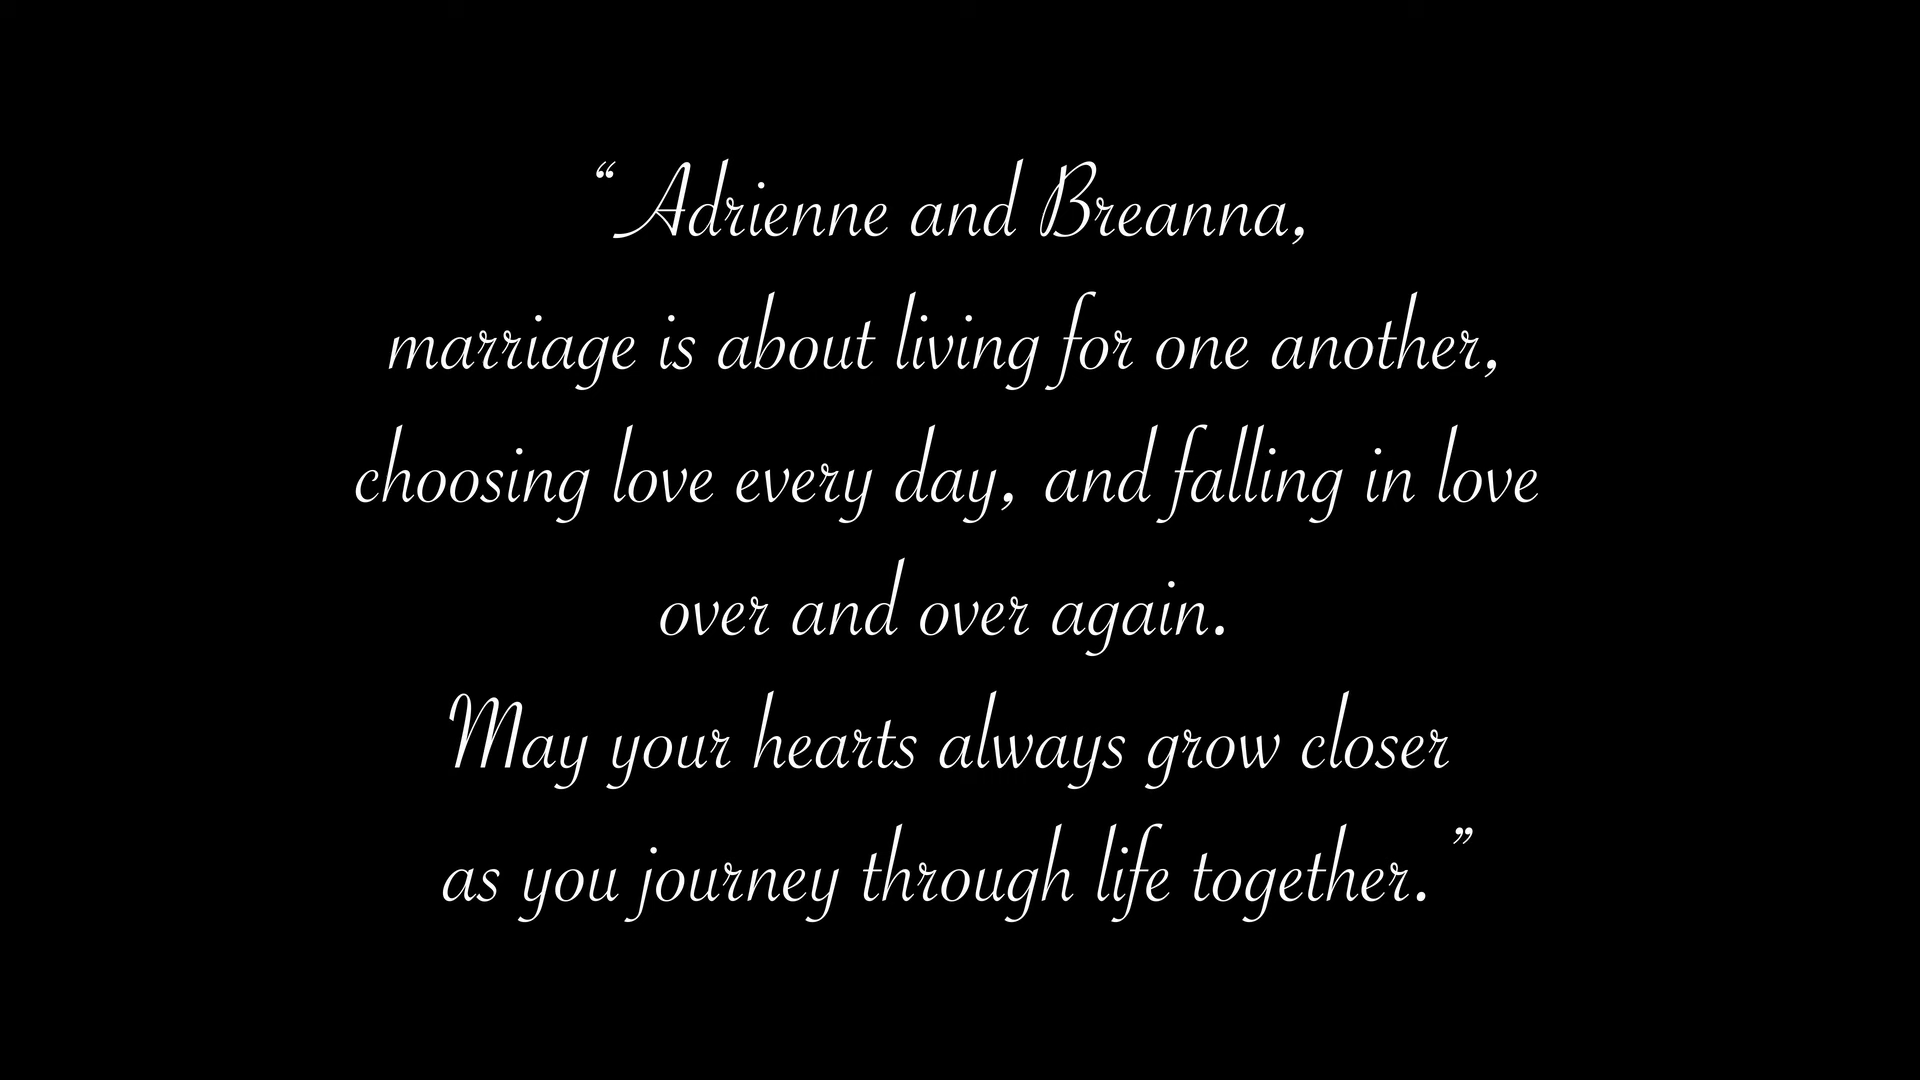 “Adrienne and Breanna,
marriage is about living for one another,
choosing love every day, and falling in love
over and over again.
May your hearts always grow closer
as you journey through life together.”